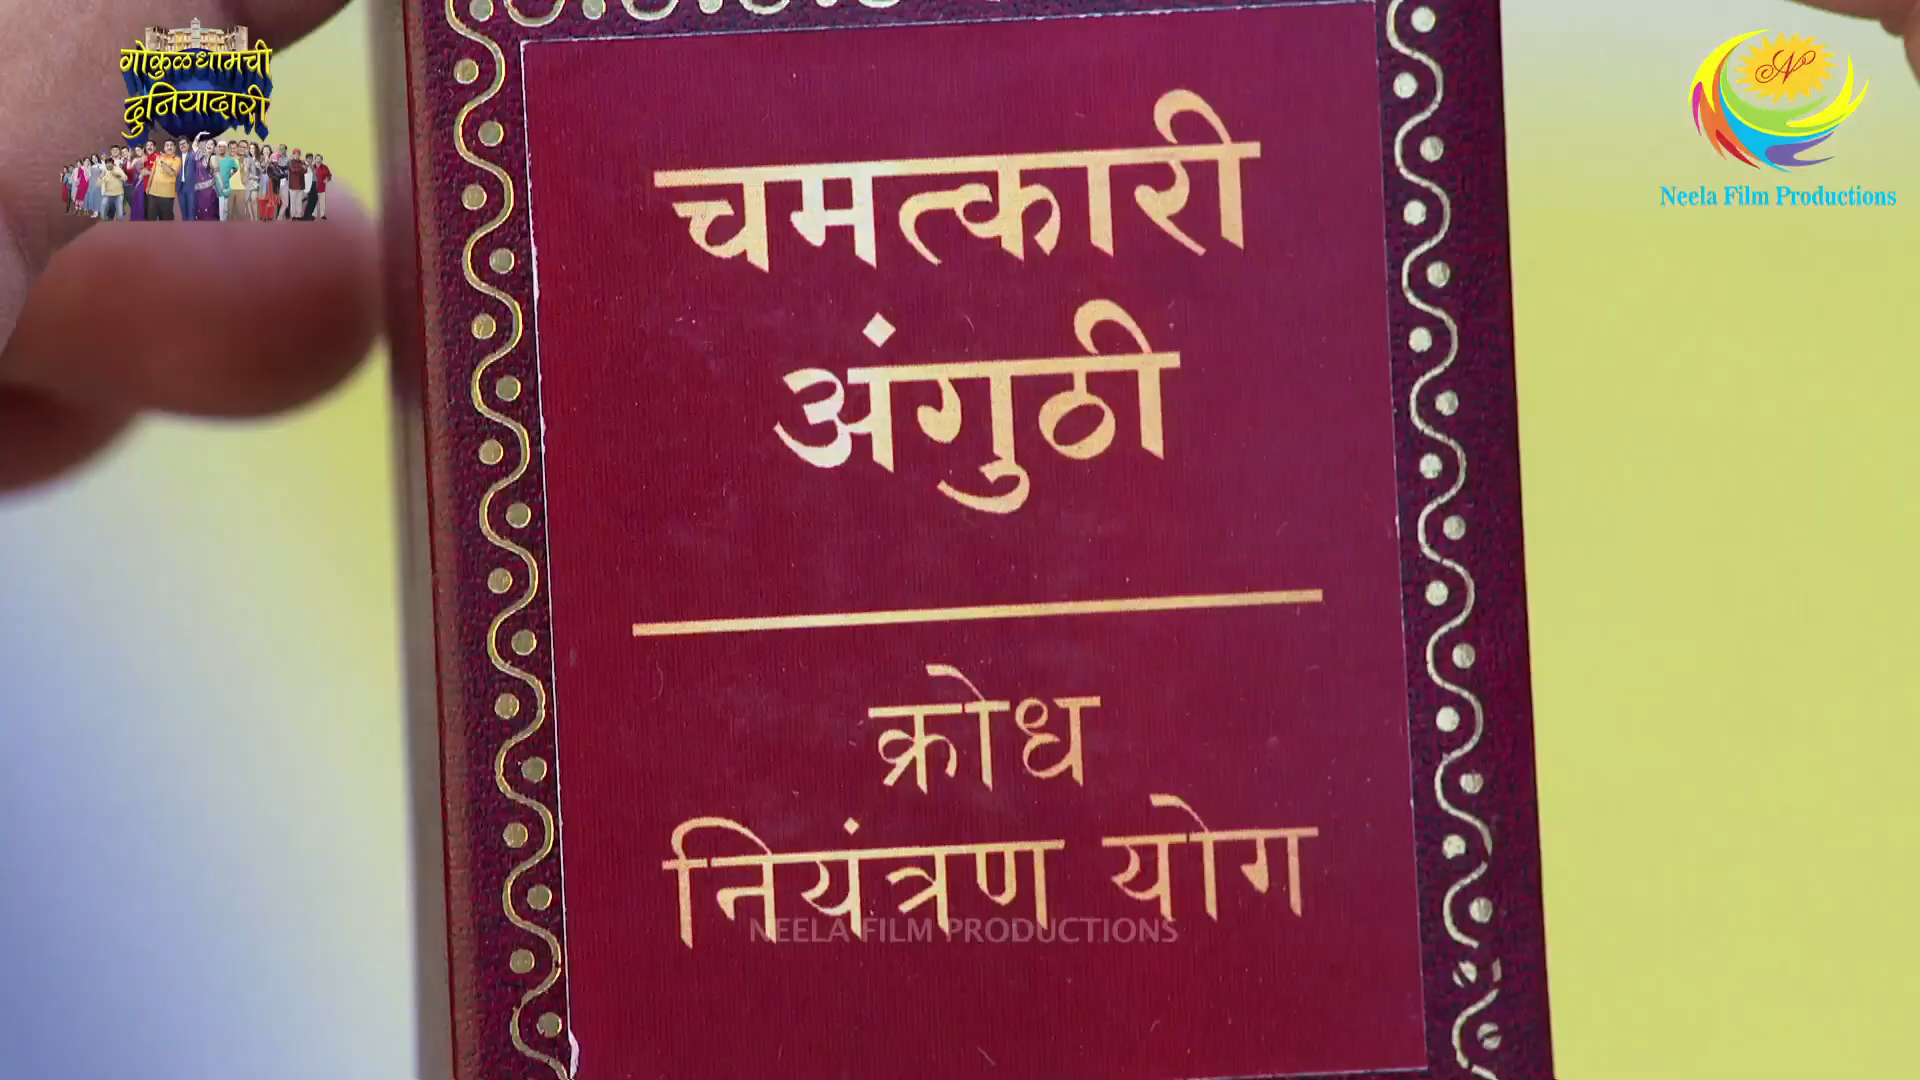 गोकुळधामची
दुनियादारी
Neela Film Productions
चमत्कारी
अंगुठी
क्रोध
नियंत्रण योग
NEELA FILM PRODUCTIONS